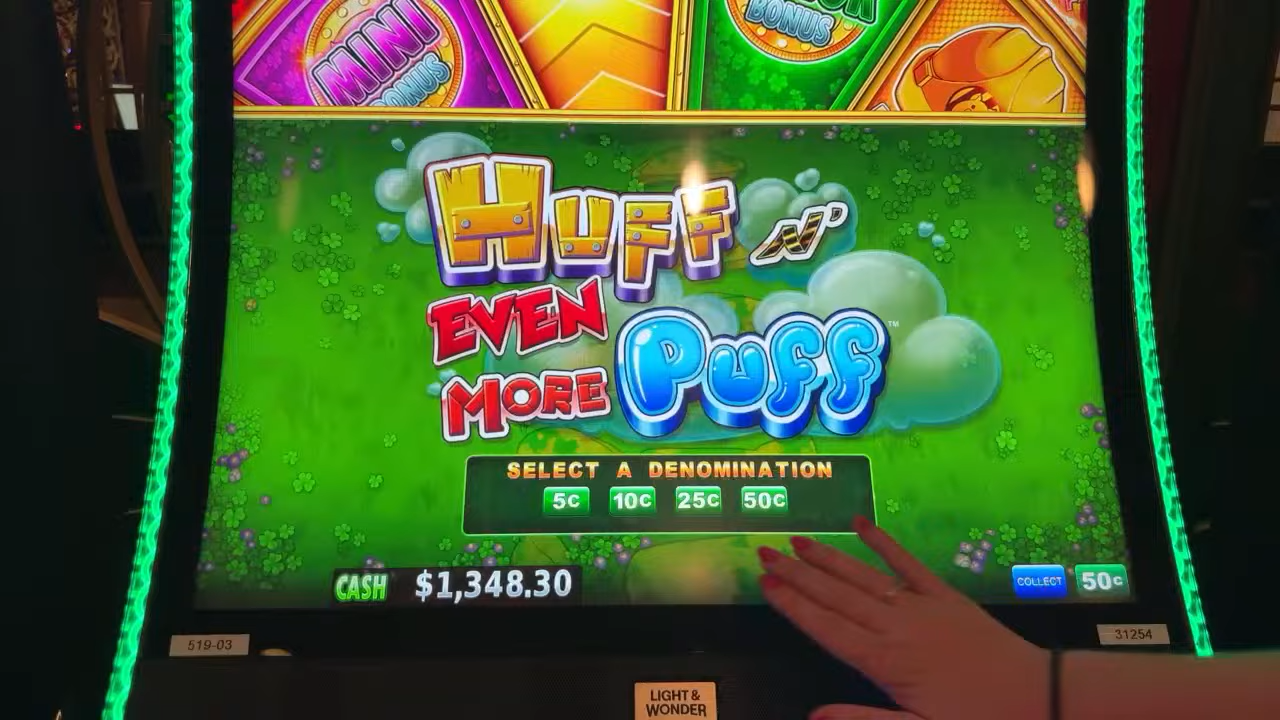 MINI
BONUS
BONUS
HUFF N'
EVEN
MORE PUFF™
SELECT A DENOMINATION
5¢ 10¢ 25¢ 50¢
CASH $1,348.30
COLLECT 50¢
519-03
31254
LIGHT &
WONDER